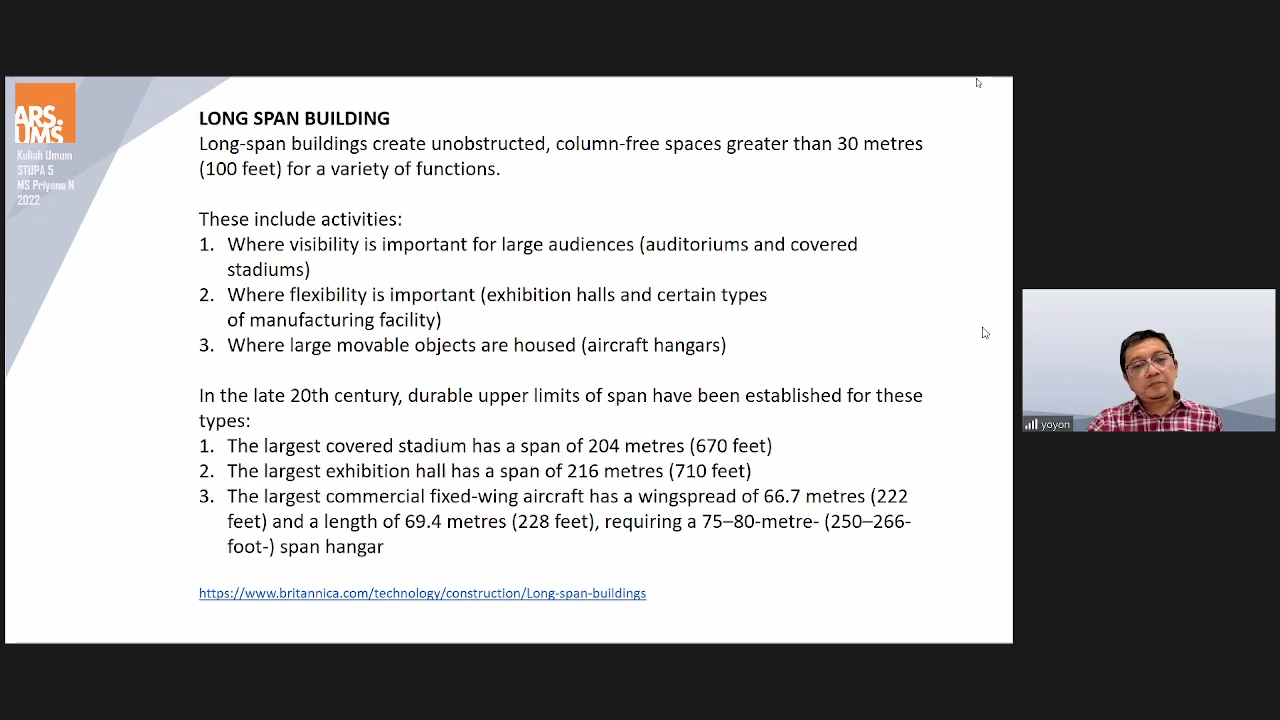 ARS.
UMS
Kuliah Umum
STUPA 5
MS Priyono N
2022
LONG SPAN BUILDING
Long-span buildings create unobstructed, column-free spaces greater than 30 metres
(100 feet) for a variety of functions.
These include activities:
1. Where visibility is important for large audiences (auditoriums and covered
stadiums)
2. Where flexibility is important (exhibition halls and certain types
of manufacturing facility)
3. Where large movable objects are housed (aircraft hangars)
In the late 20th century, durable upper limits of span have been established for these
types:
1. The largest covered stadium has a span of 204 metres (670 feet)
2. The largest exhibition hall has a span of 216 metres (710 feet)
3. The largest commercial fixed-wing aircraft has a wingspread of 66.7 metres (222
feet) and a length of 69.4 metres (228 feet), requiring a 75–80-metre- (250–266-
foot-) span hangar
https://www.britannica.com/technology/construction/Long-span-buildings
yoyon